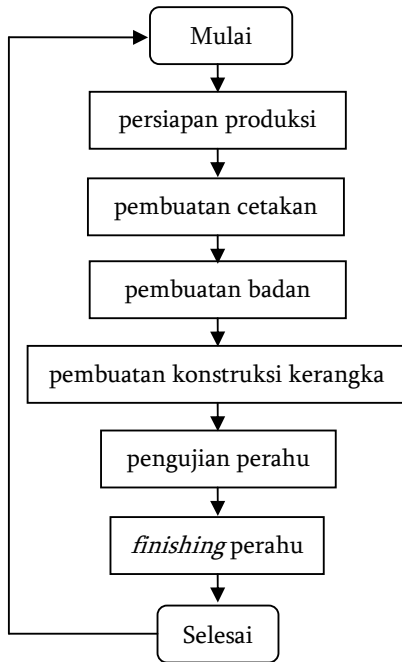 Mulai
persiapan produksi
pembuatan cetakan
pembuatan badan
pembuatan konstruksi kerangka
pengujian perahu
finishing perahu
Selesai